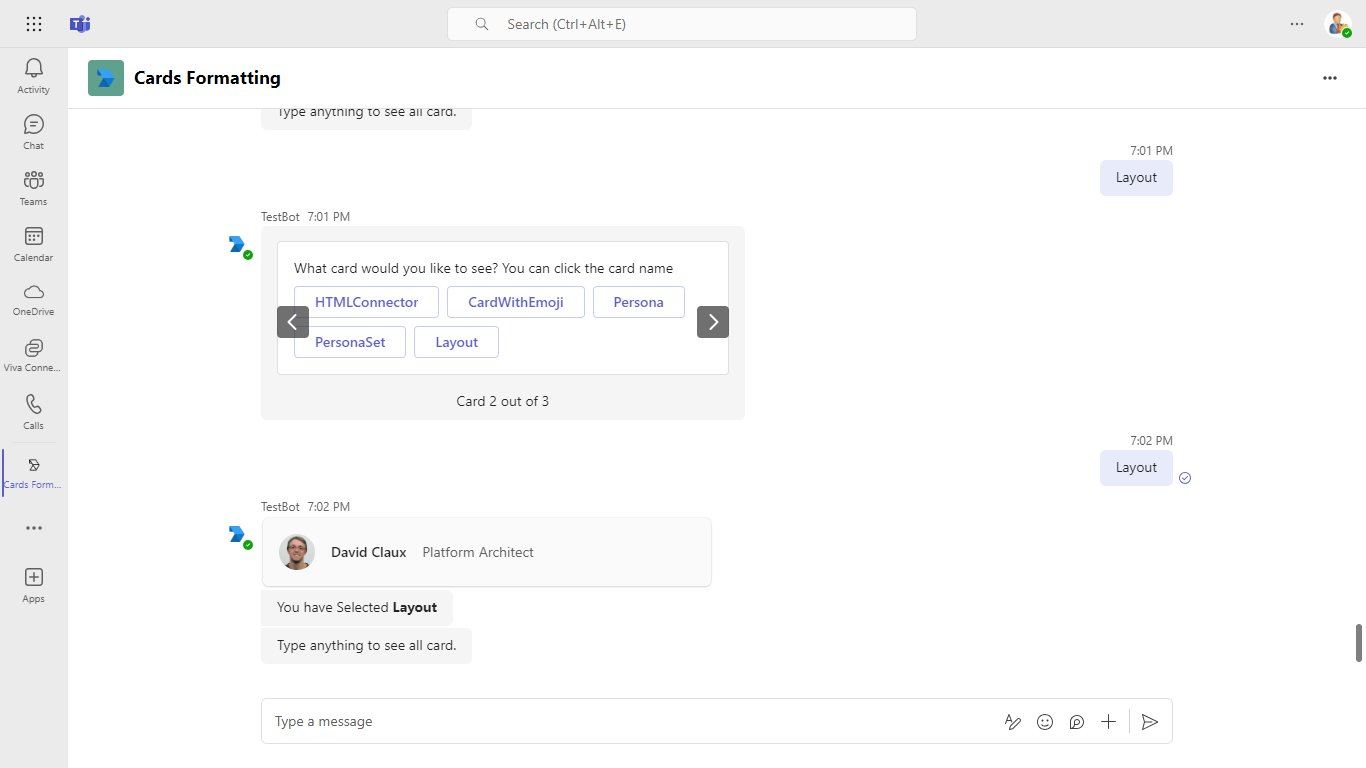 Search (Ctrl+Alt+E)
Activity
Chat
Teams
Calendar
OneDrive
Viva Conne...
Calls
Cards Form...
Apps
Cards Formatting
Type anything to see all card.
7:01 PM
Layout
TestBot 7:01 PM
What card would you like to see? You can click the card name
HTMLConnector CardWithEmoji Persona
PersonaSet Layout
Card 2 out of 3
7:02 PM
Layout
TestBot 7:02 PM
David Claux Platform Architect
You have Selected Layout
Type anything to see all card.
Type a message